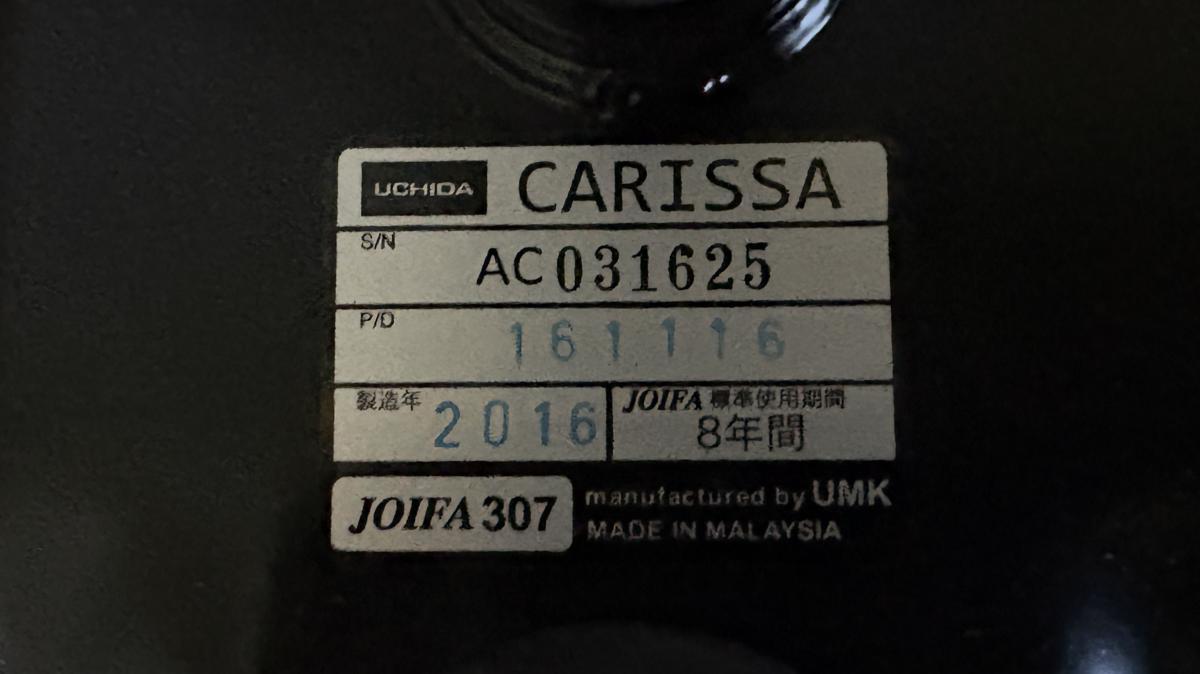 UCHIDA CARISSA
S/N AC031625
P/D 161116
製造年 2016
JOIFA 標準使用期間
8年間
JOIFA 307
manufactured by UMK
MADE IN MALAYSIA